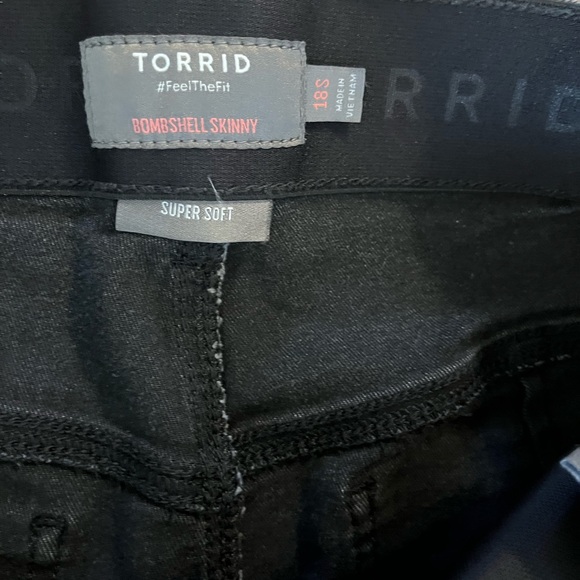 TORRID
#FeelTheFit
BOMBSHELL SKINNY
18S
MADE IN
VIETNAM
SUPER SOFT
O
RRID